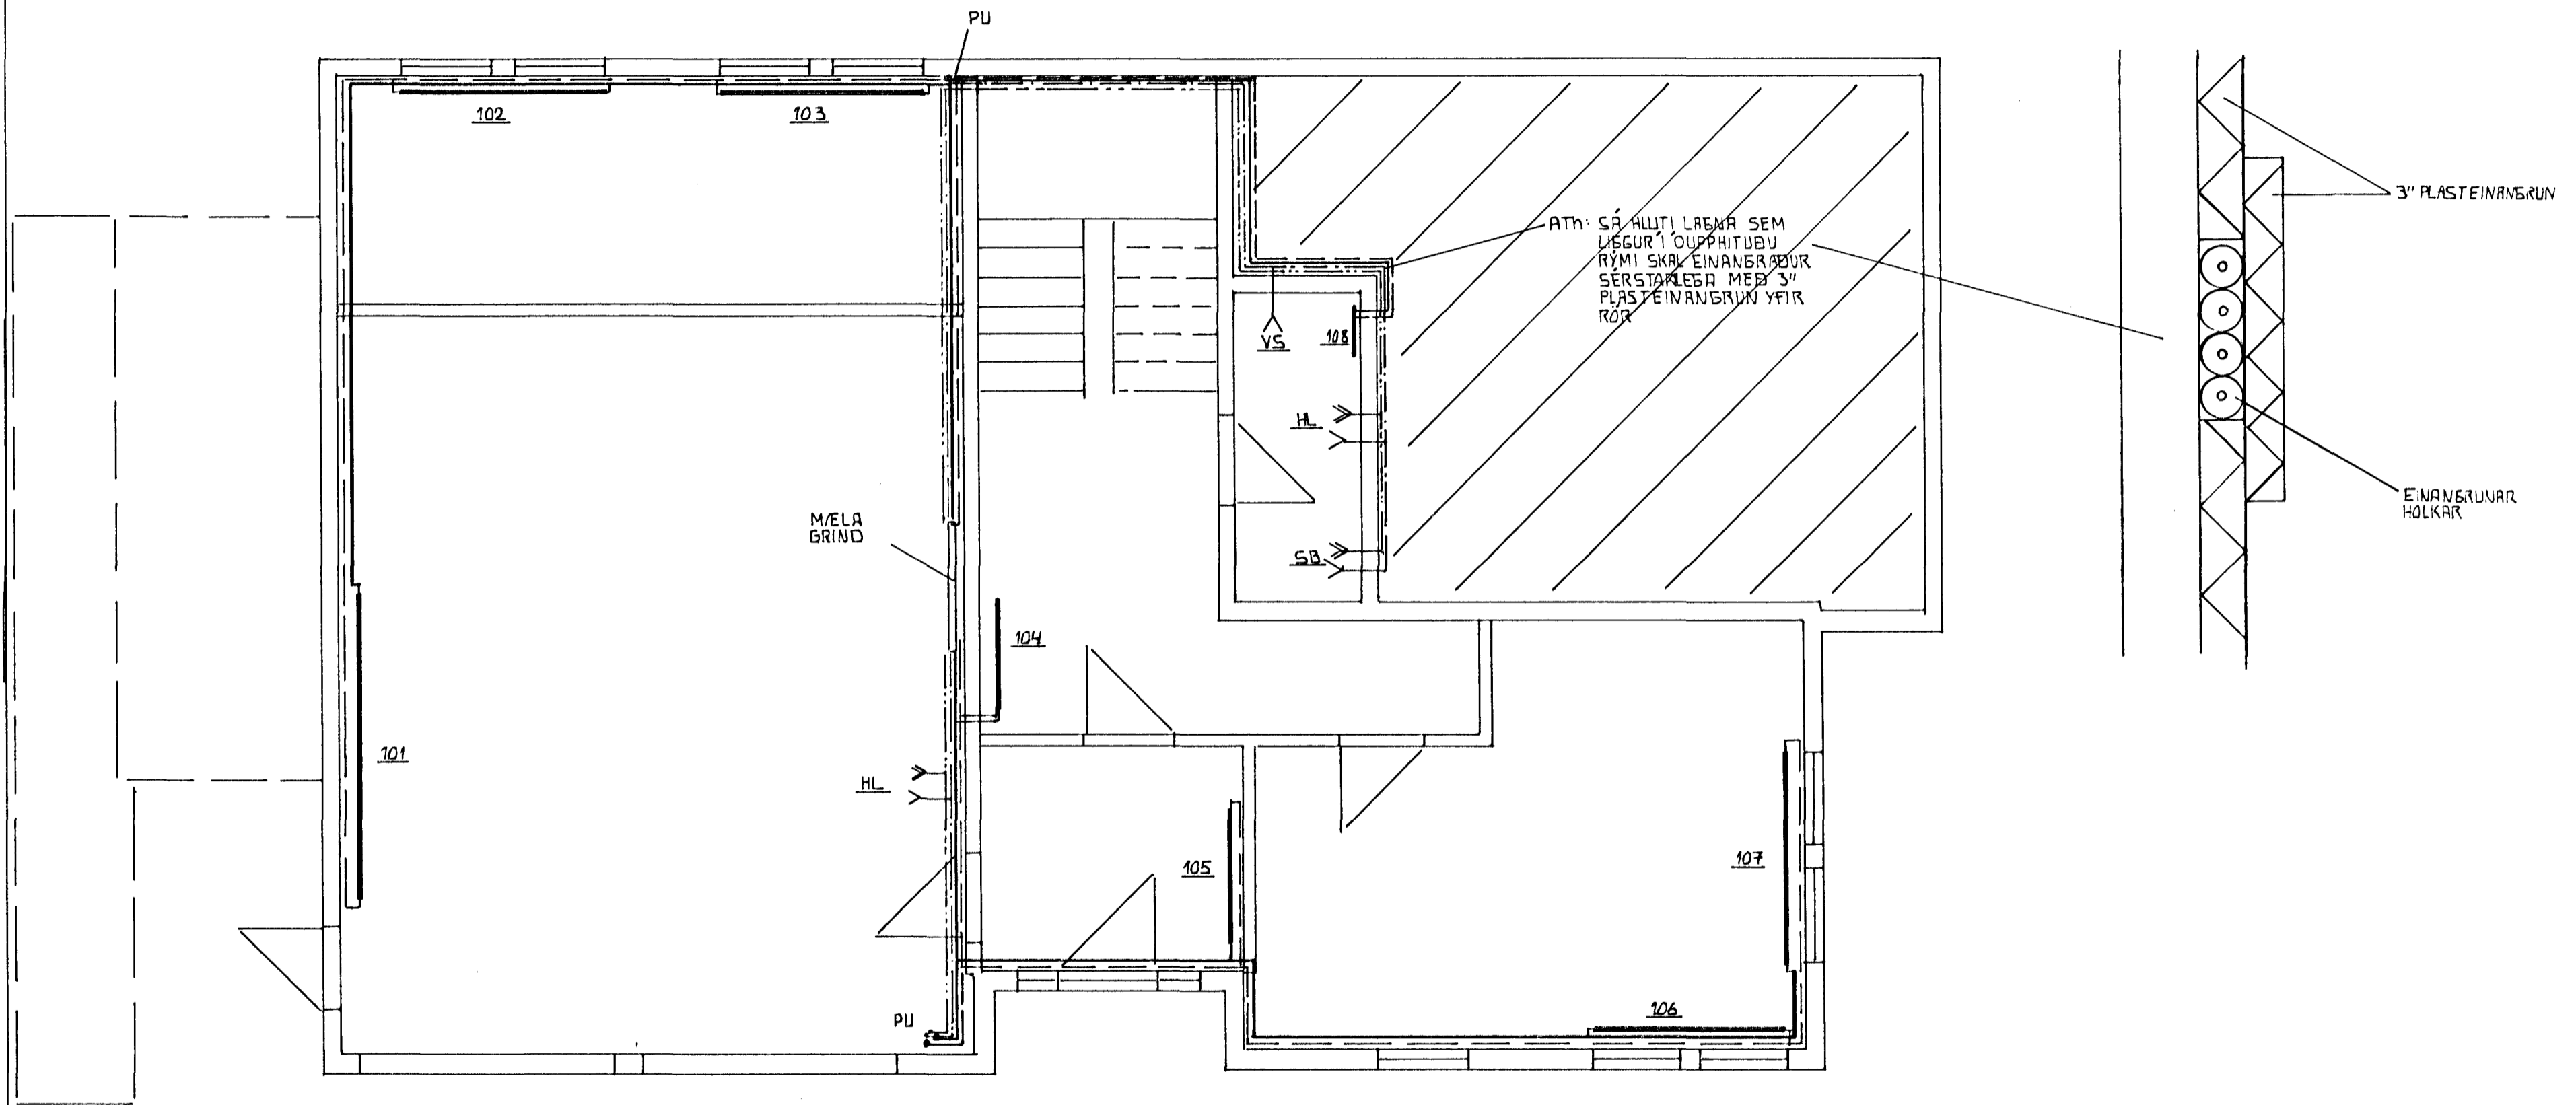 PU
102
103
ATH: SÁ HLUTI LAGNA SEM
LIGGUR Í ÓUPPHITUÐU
RÝMI SKAL EINANGRAÐUR
SÉRSTAKLEGA MEÐ 3"
PLASTEINANGRUN YFIR
RÖR
3" PLASTEINANGRUN
VS
108
HL
SB
EINANGRUNAR
HÓLKAR
MÆLA
GRIND
104
101
HL
105
107
106
PU